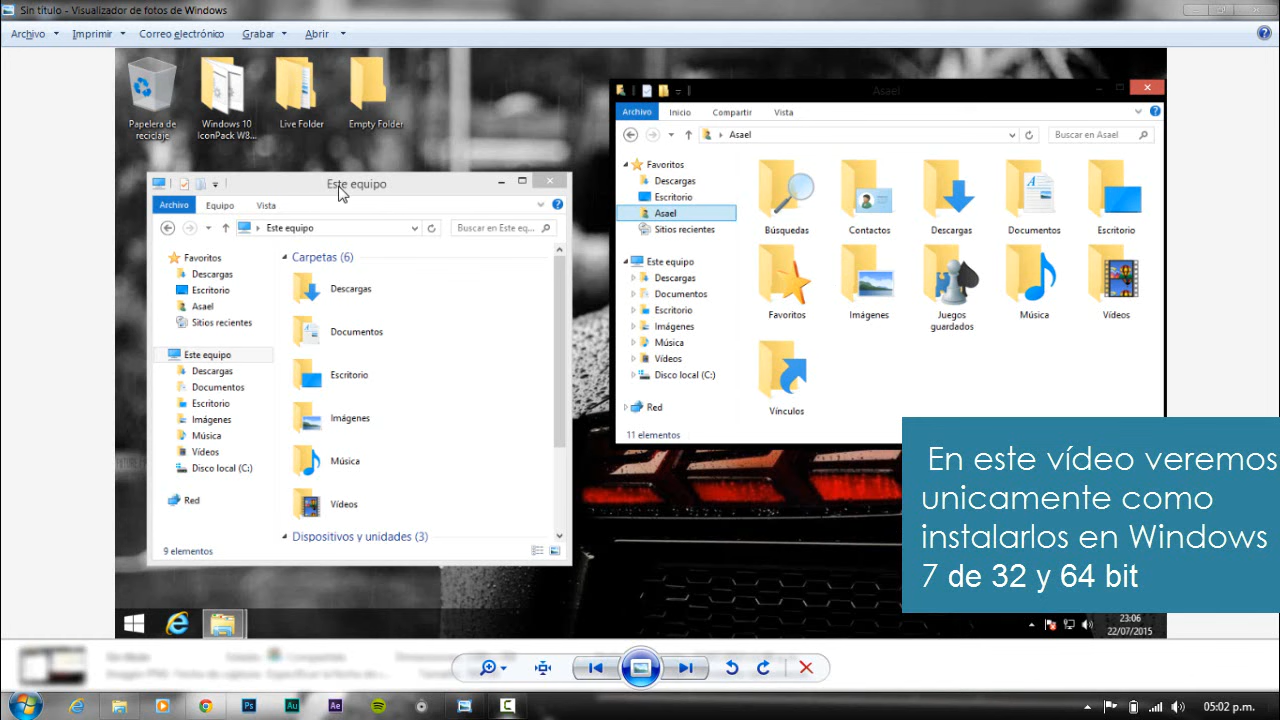 Sin título - Visualizador de fotos de Windows
Archivo Imprimir Correo electrónico Grabar Abrir
Papelera de reciclaje
Windows 10 IconPack W8...
Live Folder
Empty Folder
Este equipo
Archivo Equipo Vista
Este equipo
Buscar en Este eq...
Favoritos
Descargas
Escritorio
Asael
Sitios recientes
Este equipo
Descargas
Documentos
Escritorio
Imágenes
Música
Vídeos
Disco local (C:)
Red
Carpetas (6)
Descargas
Documentos
Escritorio
Imágenes
Música
Vídeos
Dispositivos y unidades (3)
9 elementos
Asael
Archivo Inicio Compartir Vista
Asael
Buscar en Asael
Favoritos
Descargas
Escritorio
Asael
Sitios recientes
Este equipo
Descargas
Documentos
Escritorio
Imágenes
Música
Vídeos
Disco local (C:)
Red
Búsquedas Contactos Descargas Documentos Escritorio
Favoritos Imágenes Juegos guardados Música Vídeos
Vínculos
11 elementos
En este vídeo veremos
unicamente como
instalarlos en Windows
7 de 32 y 64 bit
23:06
22/07/2015
Ps Au Ae
05:02 p.m.